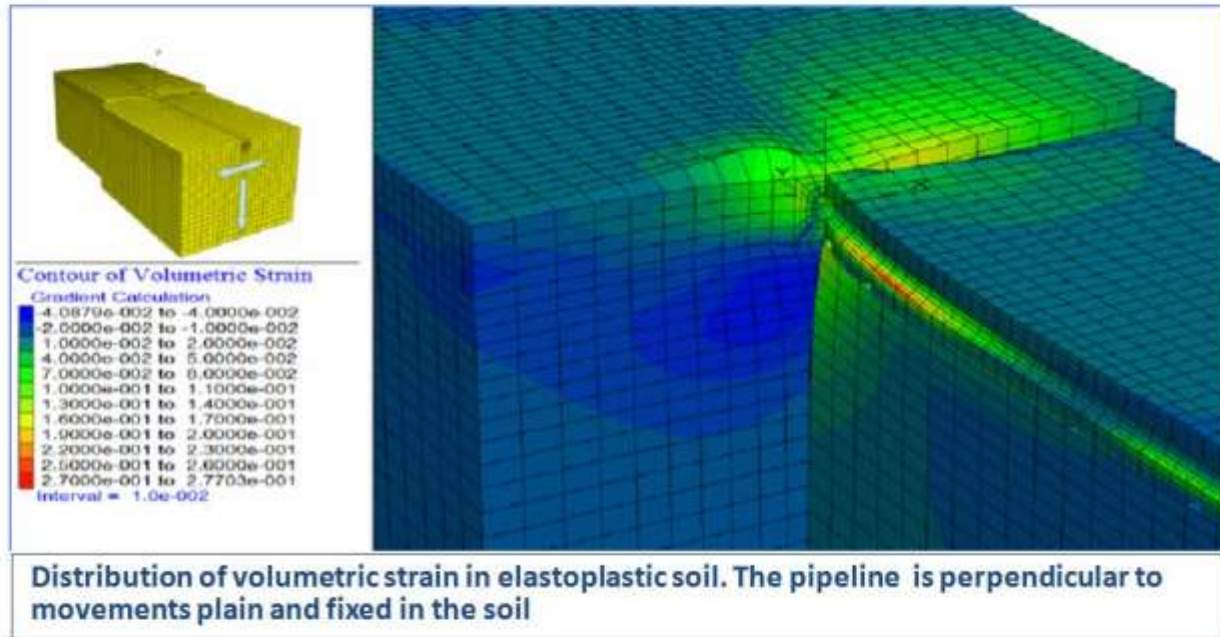 Contour of Volumetric Strain
Gradient Calculation
-4.0879e-002 to -4.0000e-002
-2.0000e-002 to -1.0000e-002
1.0000e-002 to 2.0000e-002
4.0000e-002 to 5.0000e-002
7.0000e-002 to 8.0000e-002
1.0000e-001 to 1.1000e-001
1.3000e-001 to 1.4000e-001
1.6000e-001 to 1.7000e-001
1.9000e-001 to 2.0000e-001
2.2000e-001 to 2.3000e-001
2.5000e-001 to 2.6000e-001
2.7000e-001 to 2.7703e-001
Interval = 1.0e-002
Y
X
Distribution of volumetric strain in elastoplastic soil. The pipeline is perpendicular to
movements plain and fixed in the soil